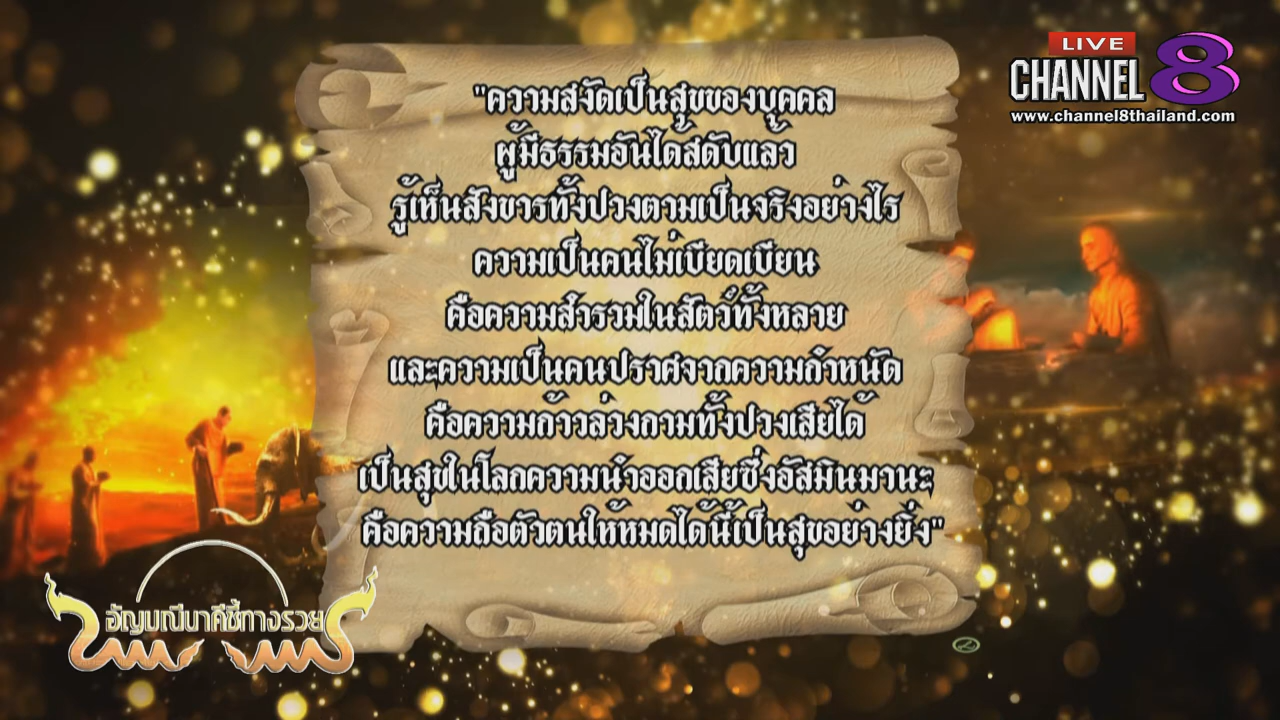 LIVE
CHANNEL 8
www.channel8thailand.com
"ความสงัดเป็นสุขของบุคคล
ผู้มีธรรมอันได้สดับแล้ว
รู้เห็นสังขารทั้งปวงตามเป็นจริงอย่างไร
ความเป็นคนไม่เบียดเบียน
คือความสำรวมในสัตว์ทั้งหลาย
และความเป็นคนปราศจากความกำหนัด
คือความก้าวล่วงกามทั้งปวงเสียได้
เป็นสุขในโลกความนำออกเสียซึ่งอัสมินมานะ
คือความถือตัวตนให้หมดได้นี้เป็นสุขอย่างยิ่ง"
อัญมณีนาคีชี้ทางรวย